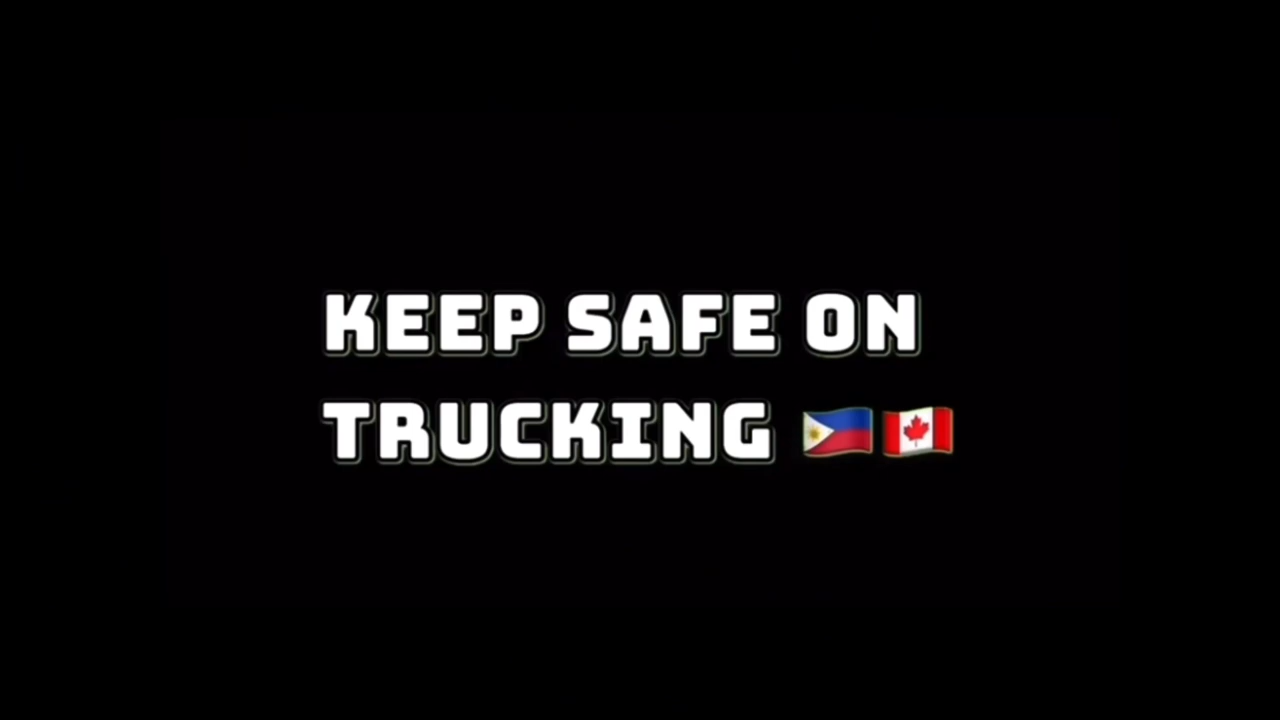 KEEP SAFE ON
TRUCKING 🇵🇭🇨🇦